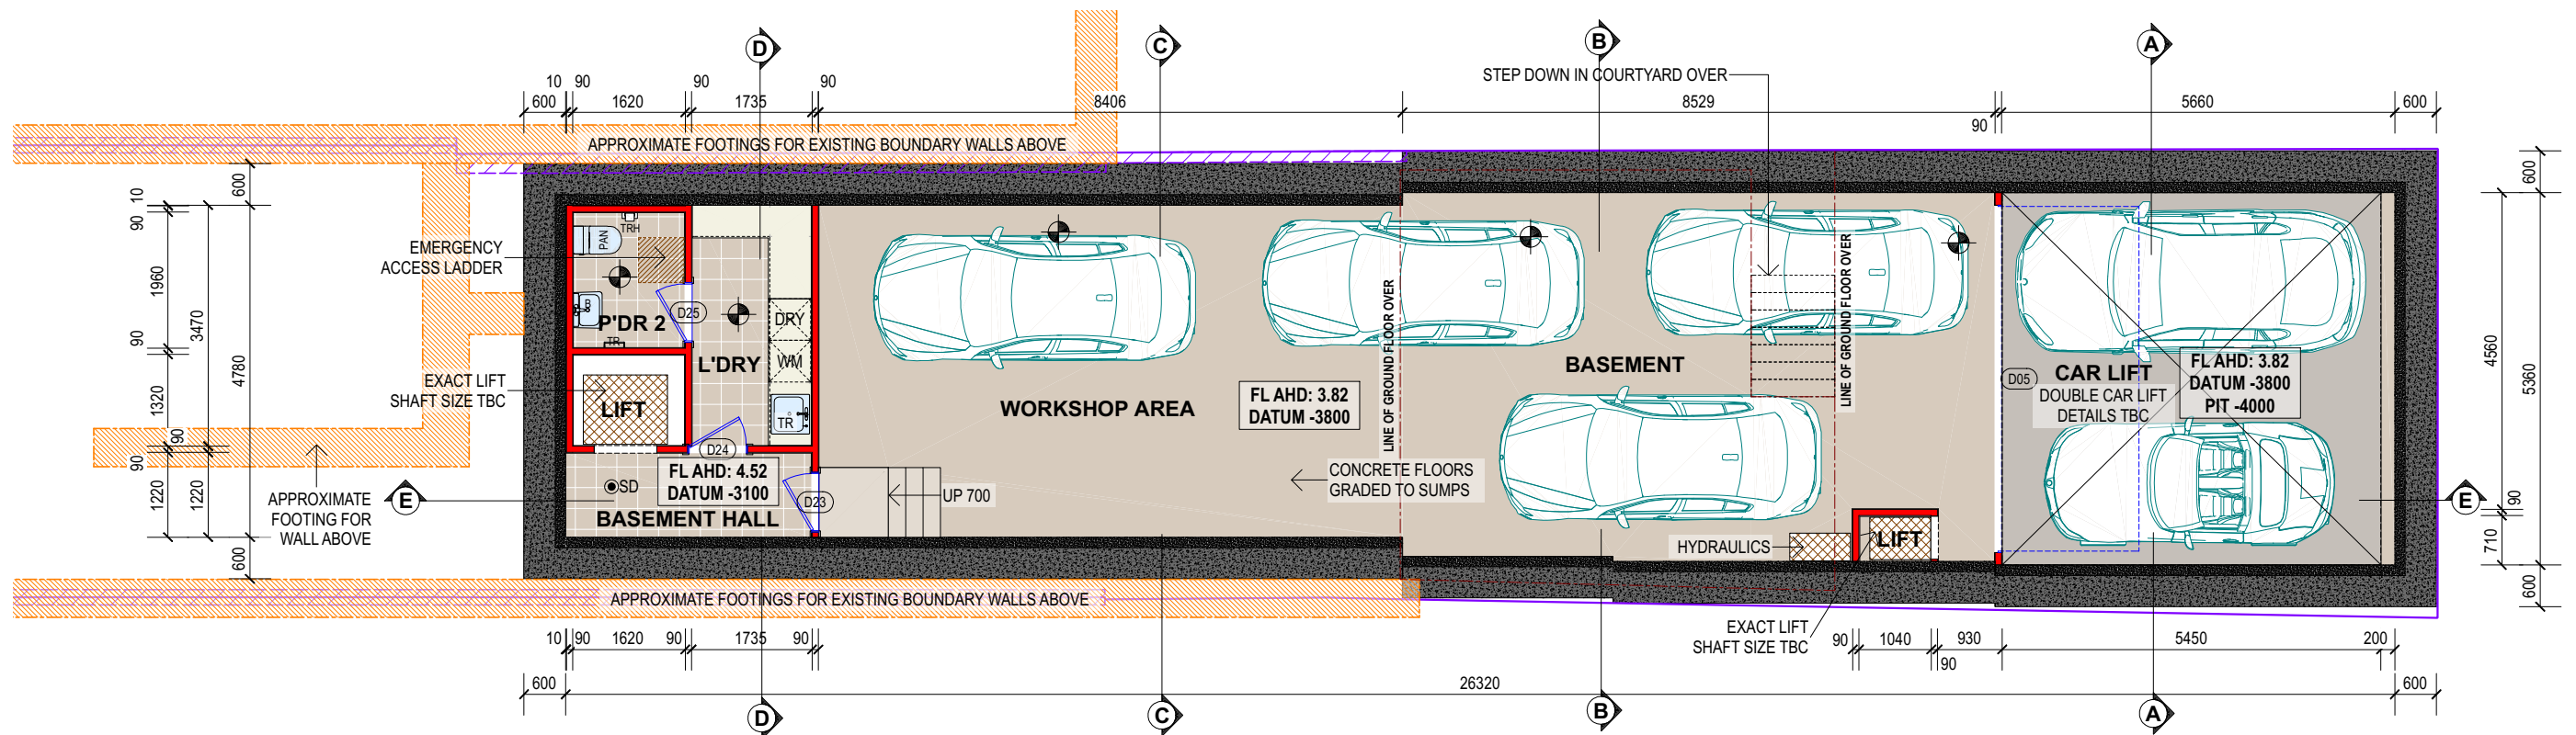 D
C
B
A
STEP DOWN IN COURTYARD OVER
10 90 90 90
600 1620 1735 8406 8529 5660 600
90
APPROXIMATE FOOTINGS FOR EXISTING BOUNDARY WALLS ABOVE
600
10
90
1960
90
1320
90
90
1220
3470
1220
4780
600
EMERGENCY
ACCESS LADDER
EXACT LIFT
SHAFT SIZE TBC
APPROXIMATE
FOOTING FOR
WALL ABOVE
E
TRH
PAN
B
P'DR 2
TR
D25
L'DRY
DRY
WM
TR
LIFT
D24
FL AHD: 4.52
DATUM -3100
SD
D23
BASEMENT HALL
UP 700
WORKSHOP AREA
FL AHD: 3.82
DATUM -3800
LINE OF GROUND FLOOR OVER
CONCRETE FLOORS
GRADED TO SUMPS
BASEMENT
LINE OF GROUND FLOOR OVER
HYDRAULICS
LIFT
D05
CAR LIFT
DOUBLE CAR LIFT
DETAILS TBC
FL AHD: 3.82
DATUM -3800
PIT -4000
600
4560
5360
90
710
600
E
APPROXIMATE FOOTINGS FOR EXISTING BOUNDARY WALLS ABOVE
EXACT LIFT
SHAFT SIZE TBC
10 90 1620 90 1735 90
90 1040 930 5450 200
90
600 26320 600
D
C
B
A